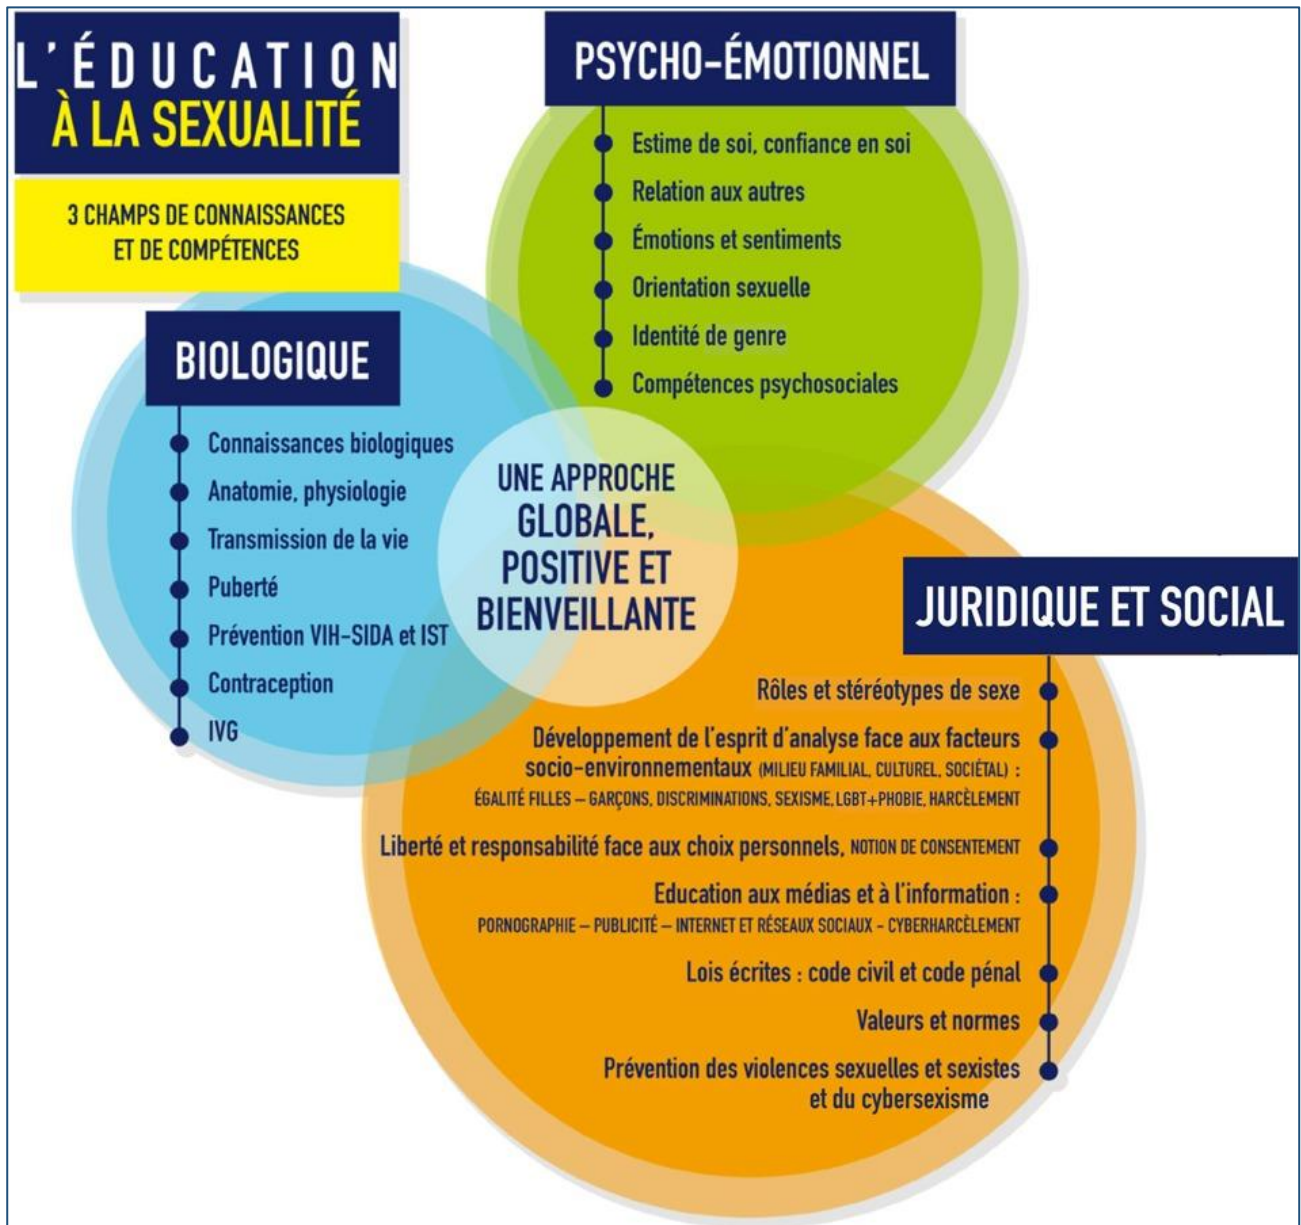 L'ÉDUCATION
À LA SEXUALITÉ
3 CHAMPS DE CONNAISSANCES
ET DE COMPÉTENCES
PSYCHO-ÉMOTIONNEL
Estime de soi, confiance en soi
Relation aux autres
Émotions et sentiments
Orientation sexuelle
Identité de genre
Compétences psychosociales
BIOLOGIQUE
Connaissances biologiques
Anatomie, physiologie
Transmission de la vie
Puberté
Prévention VIH-SIDA et IST
Contraception
IVG
UNE APPROCHE
GLOBALE,
POSITIVE ET
BIENVEILLANTE
JURIDIQUE ET SOCIAL
Rôles et stéréotypes de sexe
Développement de l'esprit d'analyse face aux facteurs
socio-environnementaux (MILIEU FAMILIAL, CULTUREL, SOCIÉTAL) :
ÉGALITÉ FILLES – GARÇONS, DISCRIMINATIONS, SEXISME, LGBT+PHOBIE, HARCÈLEMENT
Liberté et responsabilité face aux choix personnels, NOTION DE CONSENTEMENT
Education aux médias et à l'information :
PORNOGRAPHIE – PUBLICITÉ – INTERNET ET RÉSEAUX SOCIAUX - CYBERHARCÈLEMENT
Lois écrites : code civil et code pénal
Valeurs et normes
Prévention des violences sexuelles et sexistes
et du cybersexisme